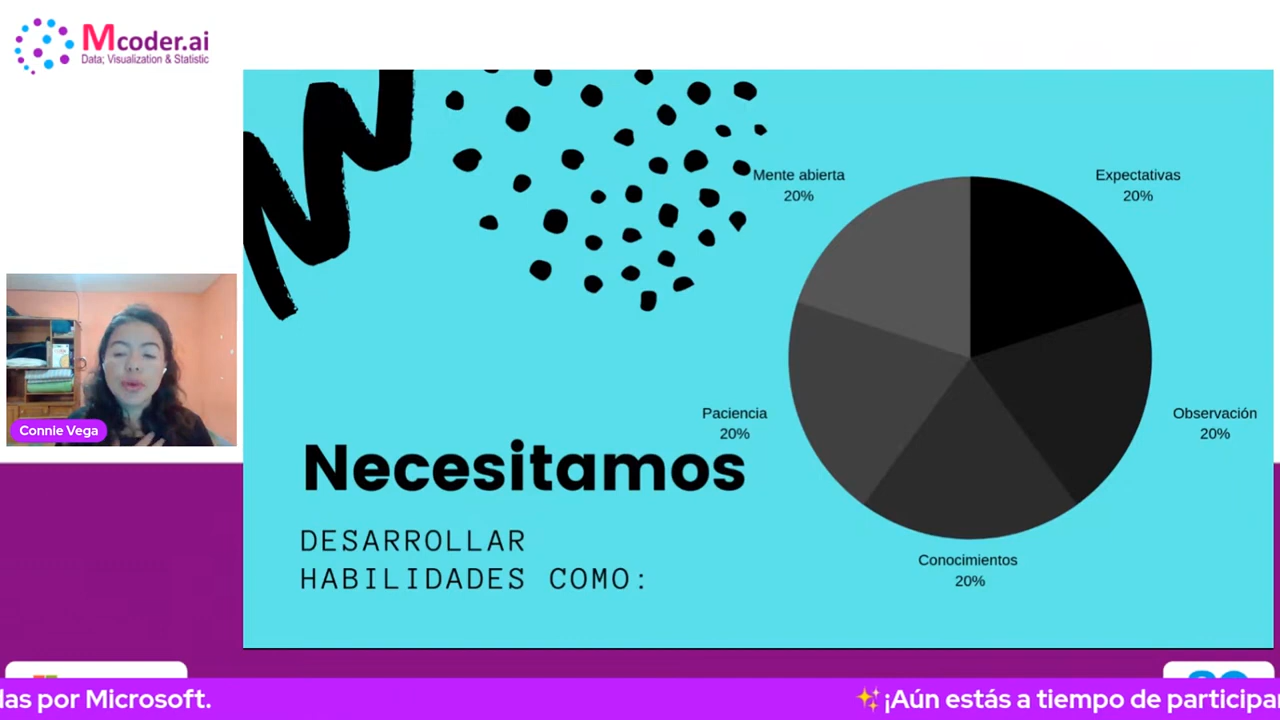 Mcoder.ai
Data; Visualization & Statistic
Mente abierta
20%
Expectativas
20%
Paciencia
20%
Observación
20%
Conocimientos
20%
Necesitamos
DESARROLLAR
HABILIDADES COMO:
Connie Vega
das por Microsoft.
✨¡Aún estás a tiempo de participar